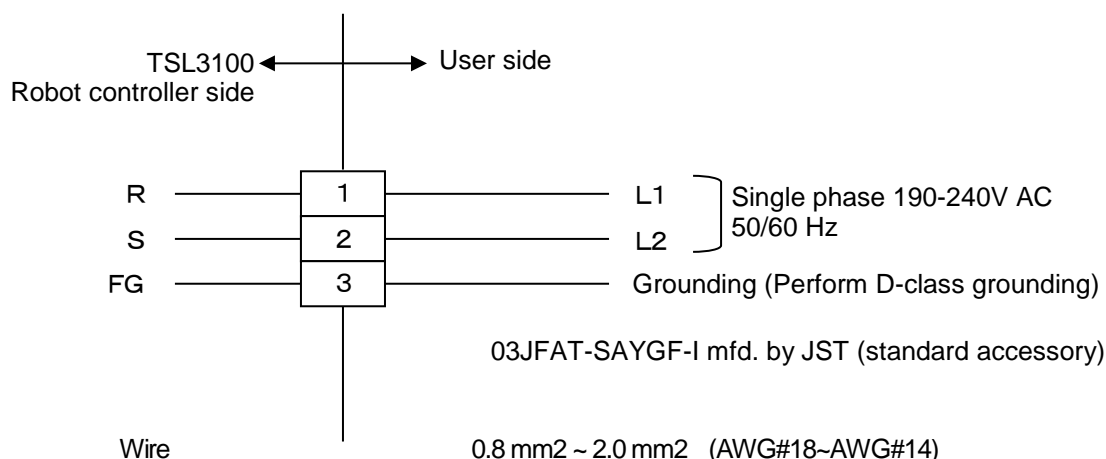 TSL3100 User side
Robot controller side
R 1 L1 Single phase 190-240V AC
50/60 Hz
S 2 L2
FG 3 Grounding (Perform D-class grounding)
03JFAT-SAYGF-I mfd. by JST (standard accessory)
Wire 0.8 mm2 ~ 2.0 mm2 (AWG#18~AWG#14)